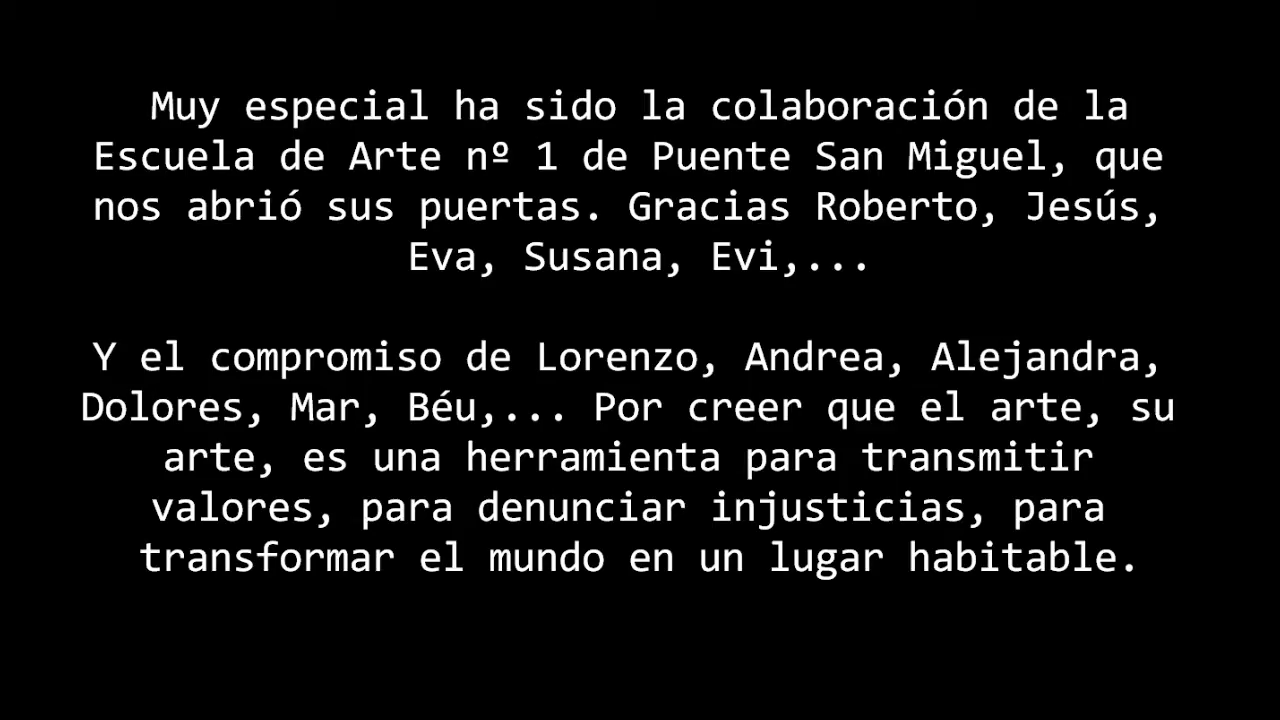 Muy especial ha sido la colaboración de la
Escuela de Arte nº 1 de Puente San Miguel, que
nos abrió sus puertas. Gracias Roberto, Jesús,
Eva, Susana, Evi,...
Y el compromiso de Lorenzo, Andrea, Alejandra,
Dolores, Mar, Béu,... Por creer que el arte, su
arte, es una herramienta para transmitir
valores, para denunciar injusticias, para
transformar el mundo en un lugar habitable.